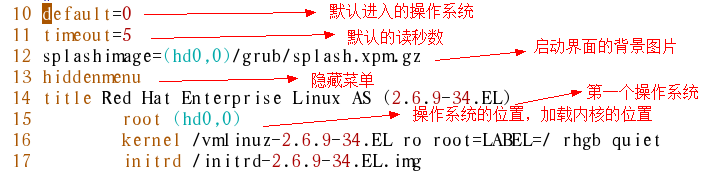 10 default=0 默认进入的操作系统
11 timeout=5 默认的读秒数
12 splashimage=(hd0,0)/grub/splash.xpm.gz 启动界面的背景图片
13 hiddenmenu 隐藏菜单
14 title Red Hat Enterprise Linux AS (2.6.9-34.EL) 第一个操作系统
15 root (hd0,0) 操作系统的位置，加载内核的位置
16 kernel /vmlinuz-2.6.9-34.EL ro root=LABEL=/ rhgb quiet
17 initrd /initrd-2.6.9-34.EL.img